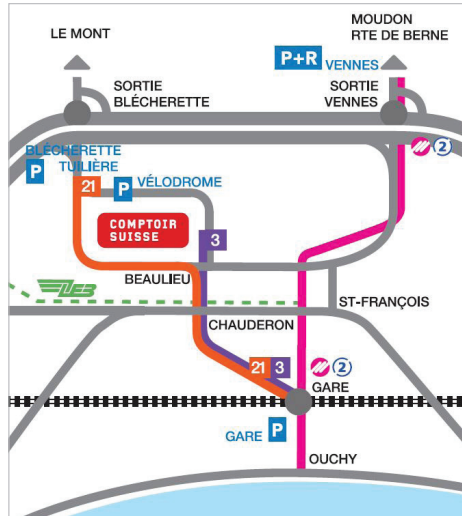 LE MONT
MOUDON
RTE DE BERNE
P+R VENNES
SORTIE
BLÉCHERETTE
SORTIE
VENNES
2
BLÉCHERETTE
TUILIÈRE
P
21
P VÉLODROME
COMPTOIR
SUISSE
3
BEAULIEU
LEB
ST-FRANÇOIS
CHAUDERON
21 3
2
GARE
GARE P
OUCHY